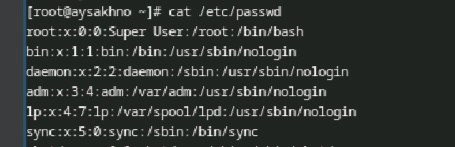 [root@aysakhno ~]# cat /etc/passwd
root:x:0:0:Super User:/root:/bin/bash
bin:x:1:1:bin:/bin:/usr/sbin/nologin
daemon:x:2:2:daemon:/sbin:/usr/sbin/nologin
adm:x:3:4:adm:/var/adm:/usr/sbin/nologin
lp:x:4:7:lp:/var/spool/lpd:/usr/sbin/nologin
sync:x:5:0:sync:/sbin:/bin/sync